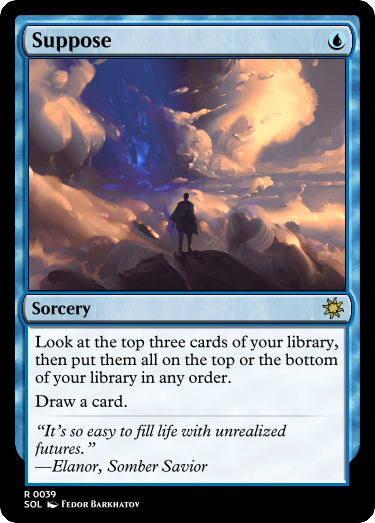 Suppose
Sorcery
Look at the top three cards of your library,
then put them all on the top or the bottom
of your library in any order.
Draw a card.
“It’s so easy to fill life with unrealized
futures.”
—Elanor, Somber Savior
R 0039
SOL Fedor Barkhatov